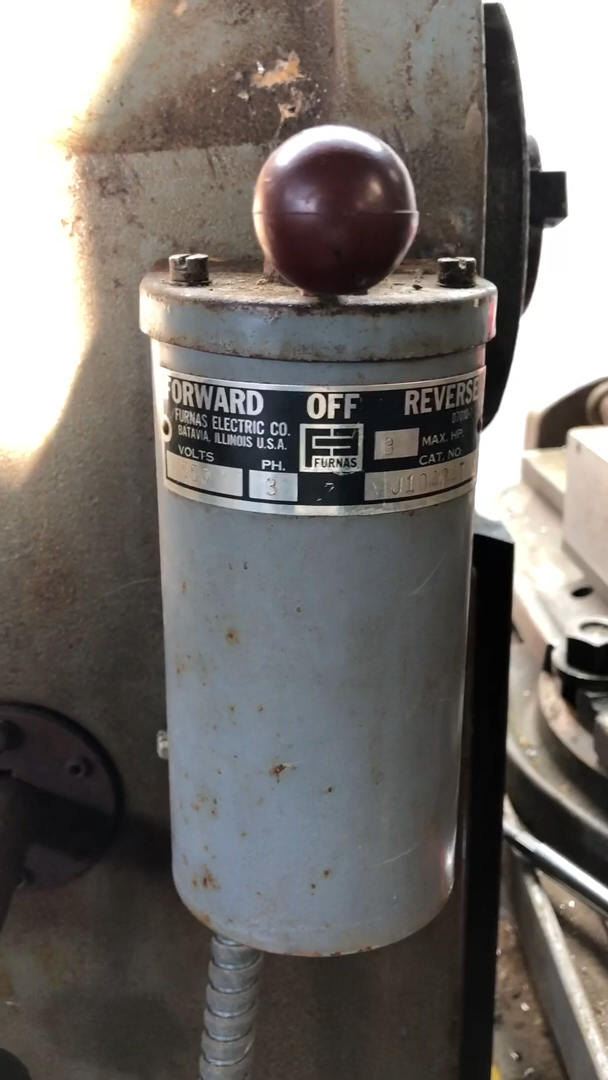 FORWARD OFF REVERSE
FURNAS ELECTRIC CO.
BATAVIA, ILLINOIS U.S.A.
FURNAS
MAX. HP.
VOLTS
PH.
CAT. NO.
3